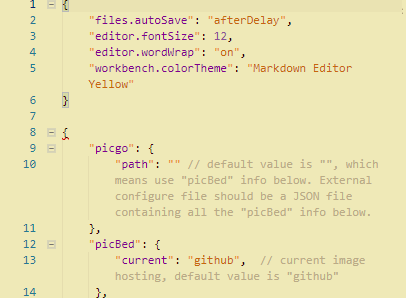 1 {
2 "files.autoSave": "afterDelay",
3 "editor.fontSize": 12,
4 "editor.wordWrap": "on",
5 "workbench.colorTheme": "Markdown Editor
Yellow"
6 }
7
8 {
9 "picgo": {
10 "path": "" // default value is "", which
means use "picBed" info below. External
configure file should be a JSON file
containing all the "picBed" info below.
11 },
12 "picBed": {
13 "current": "github", // current image
hosting, default value is "github"
14 },